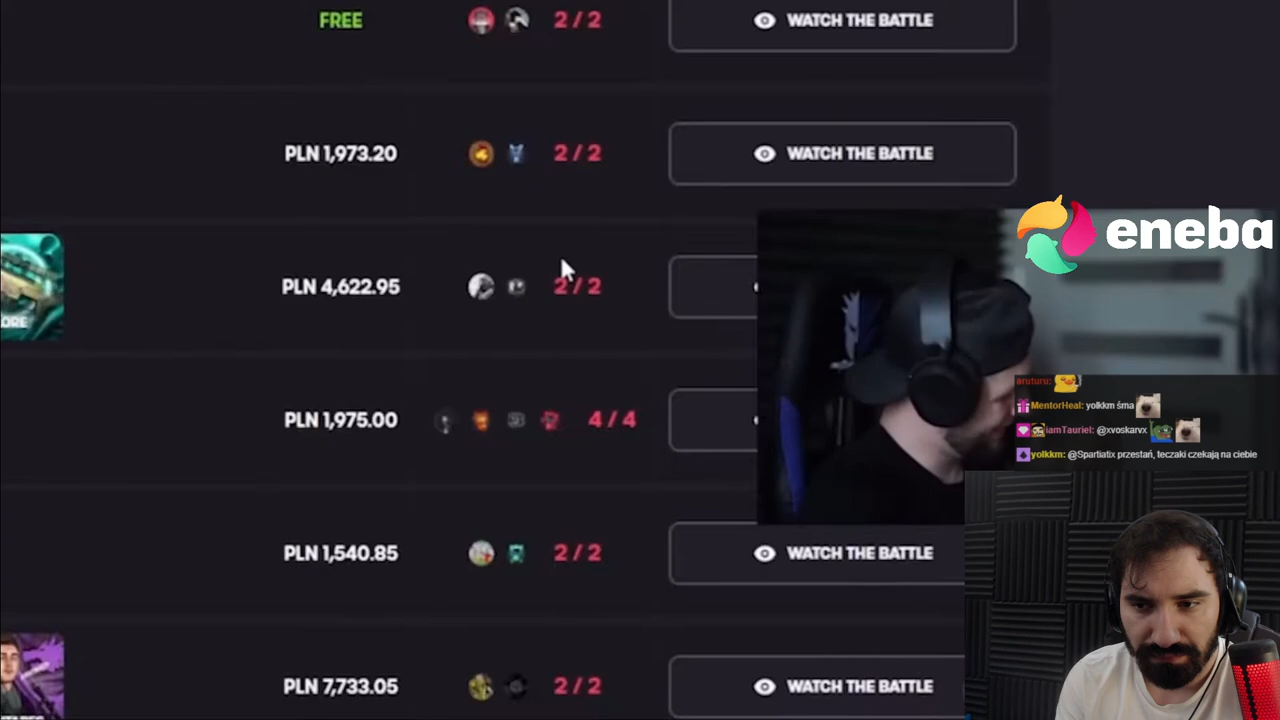 FREE 2 / 2 WATCH THE BATTLE
PLN 1,973.20 2 / 2 WATCH THE BATTLE
eneba
PLN 4,622.95 2 / 2
ORE
aruturu:
MentorHeal: yolkkm śma
PLN 1,975.00 4 / 4
iamTauriel: @xvoskarvx
yolkkm: @Spartiatix przestań, teczaki czekają na ciebie
PLN 1,540.85 2 / 2 WATCH THE BATTLE
PLN 7,733.05 2 / 2 WATCH THE BATTLE